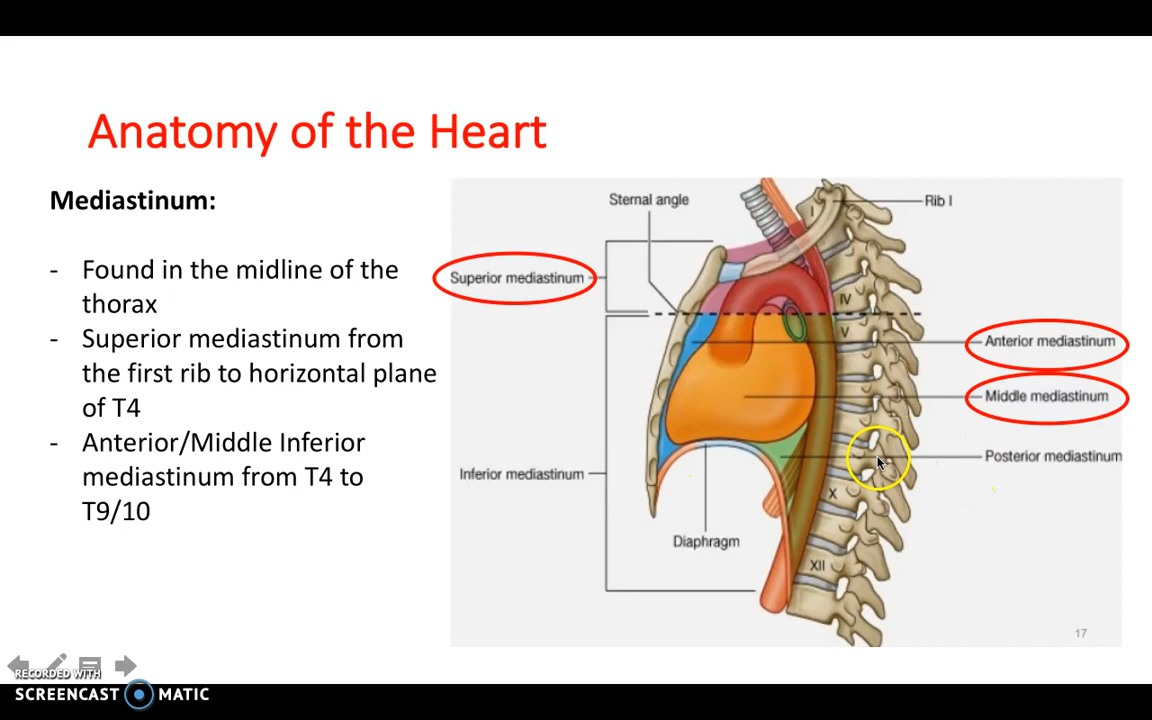 Anatomy of the Heart
Mediastinum:
- Found in the midline of the
thorax
- Superior mediastinum from
the first rib to horizontal plane
of T4
- Anterior/Middle Inferior
mediastinum from T4 to
T9/10
Sternal angle
Rib I
I
Superior mediastinum
IV
V
Anterior mediastinum
Middle mediastinum
Posterior mediastinum
Inferior mediastinum
X
Diaphragm
XII
17
RECORDED WITH
SCREENCAST MATIC